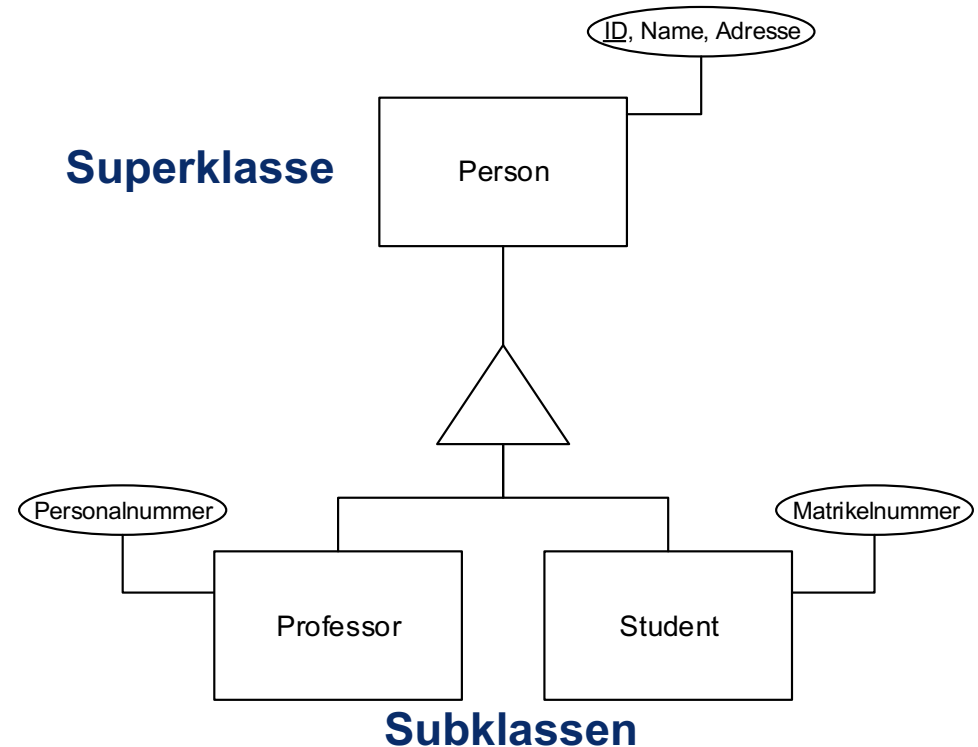 ID, Name, Adresse
Superklasse
Person
Personalnummer
Matrikelnummer
Professor
Student
Subklassen